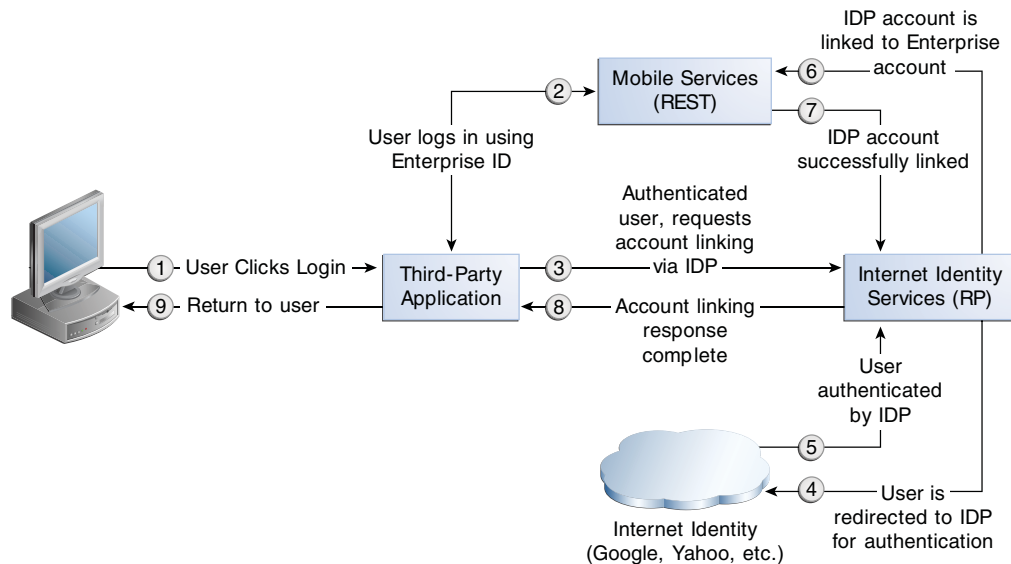 IDP account is
linked to Enterprise
account
6
2
Mobile Services
(REST)
7
User logs in using
Enterprise ID
IDP account
successfully linked
Authenticated
user, requests
account linking
via IDP
1
User Clicks Login
Third-Party
Application
3
Internet Identity
Services (RP)
9
Return to user
8
Account linking
response
complete
User
authenticated
by IDP
5
4
User is
redirected to IDP
for authentication
Internet Identity
(Google, Yahoo, etc.)